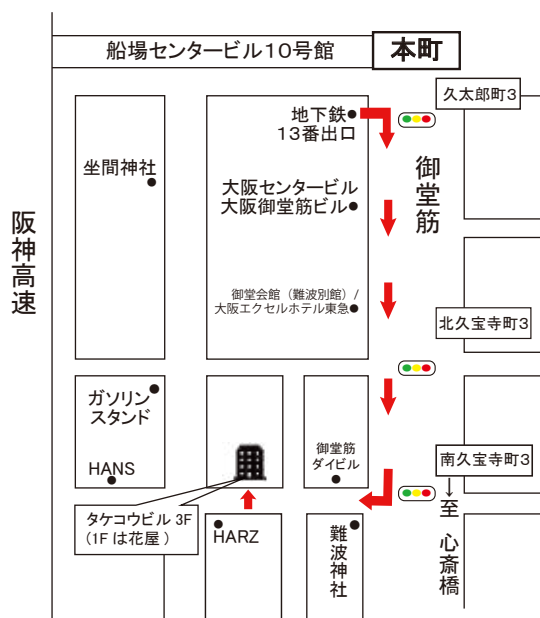 船場センタービル10号館
本町
久太郎町3
地下鉄
13番出口
坐間神社
大阪センタービル
大阪御堂筋ビル
御堂筋
阪神高速
御堂会館（難波別館）/
大阪エクセルホテル東急
北久宝寺町3
ガソリン
スタンド
御堂筋
ダイビル
HANS
南久宝寺町3
タケコウビル 3F
(1F は花屋 )
HARZ
難波神社
↓至 心斎橋